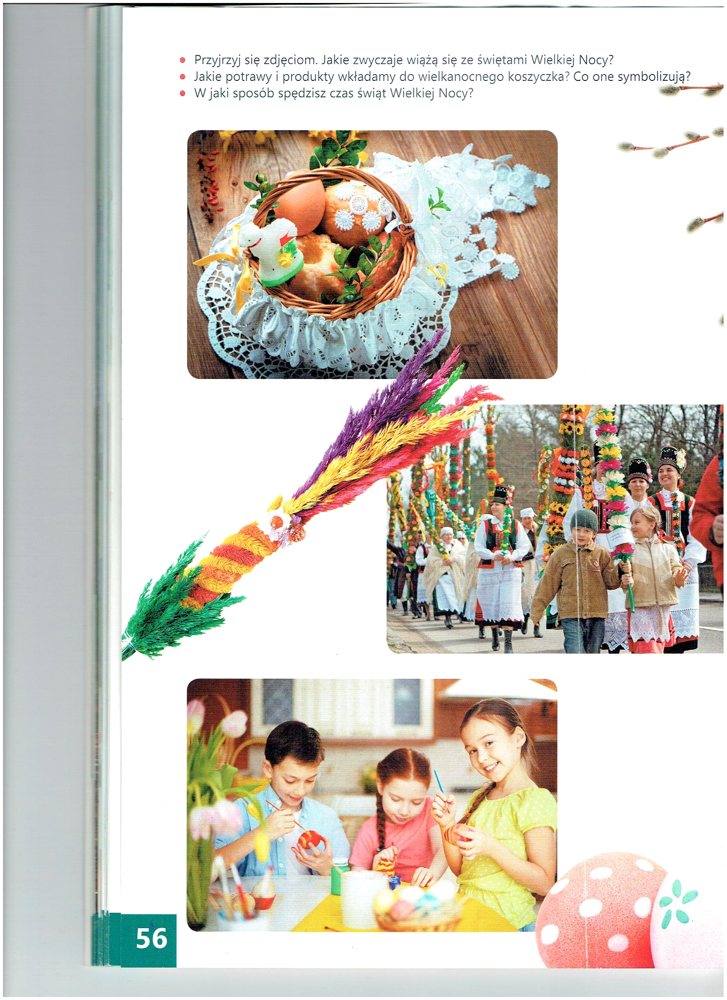 Przyjrzyj się zdjęciom. Jakie zwyczaje wiążą się ze świętami Wielkiej Nocy?
Jakie potrawy i produkty wkładamy do wielkanocnego koszyczka? Co one symbolizują?
W jaki sposób spędzisz czas świąt Wielkiej Nocy?
56